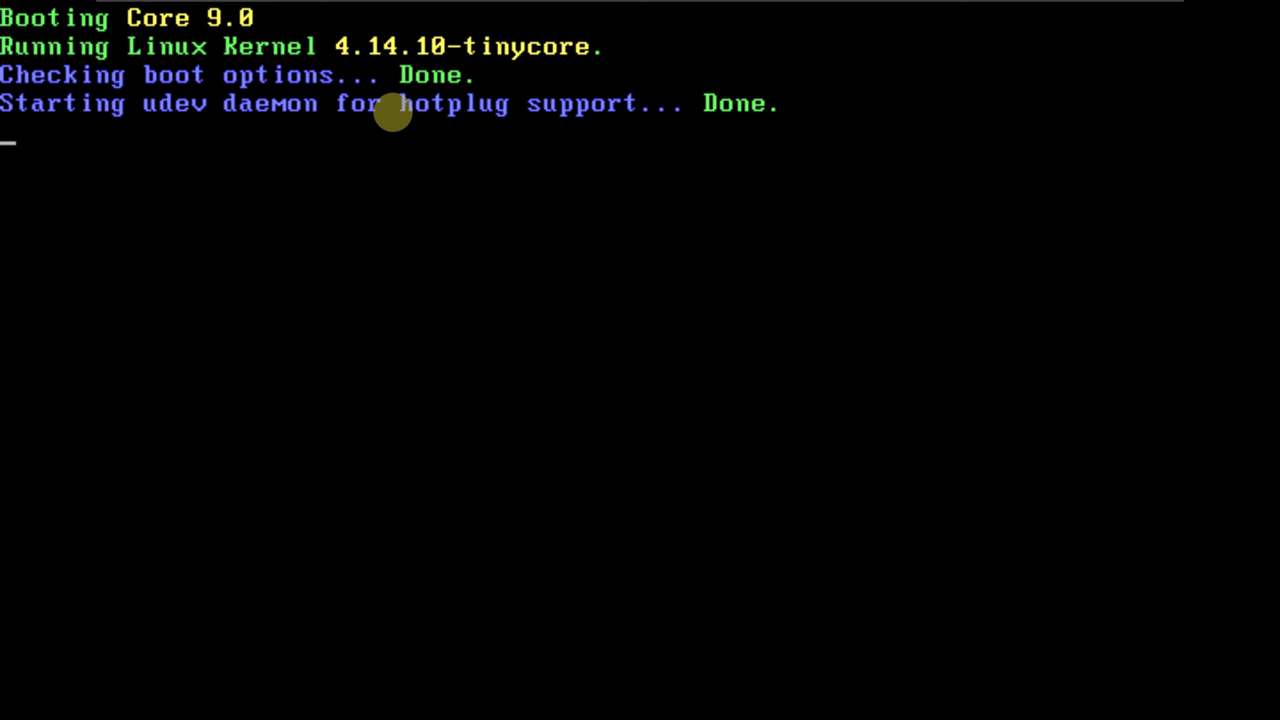 Booting Core 9.0
Running Linux Kernel 4.14.10-tinycore.
Checking boot options... Done.
Starting udev daemon for hotplug support... Done.